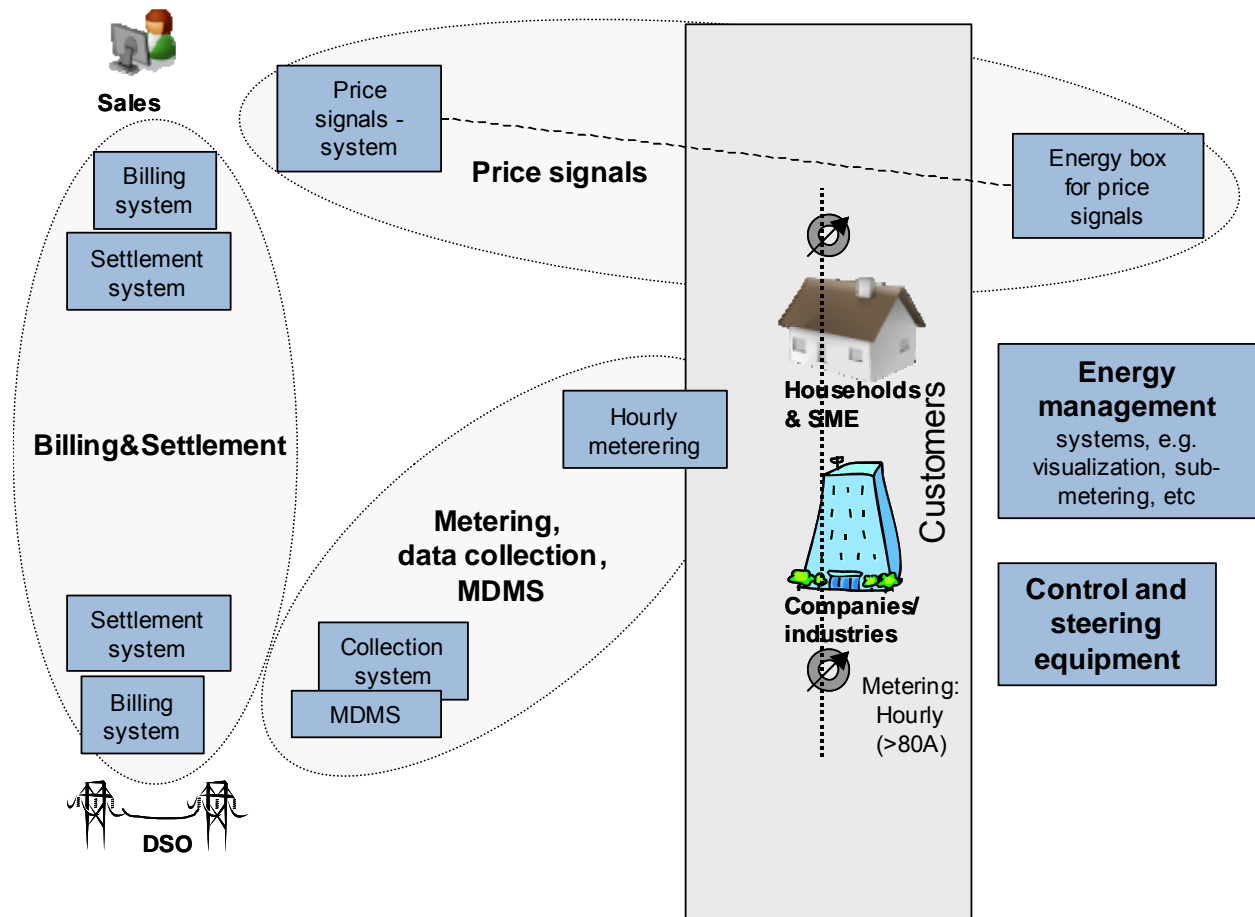 Sales
Billing
system
Settlement
system
Billing&Settlement
Settlement
system
Billing
system
DSO
Price
signals -
system
Price signals
Energy box
for price
signals
Hourly
meterering
Metering,
data collection,
MDMS
Collection
system
MDMS
Households
& SME
Customers
Companies/
industries
Metering:
Hourly
(>80A)
Energy
management
systems, e.g.
visualization, sub-
metering, etc
Control and
steering
equipment